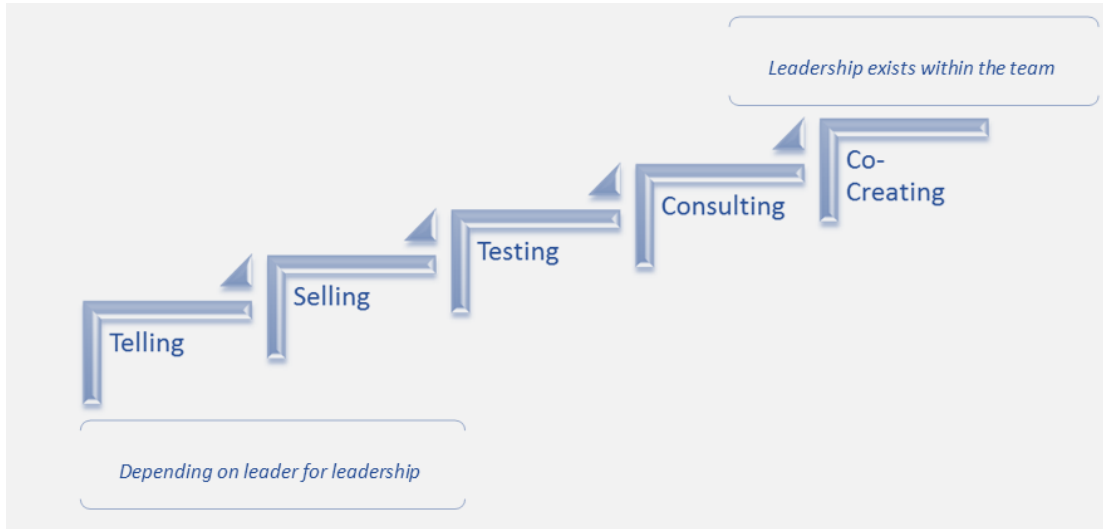 Leadership exists within the team
Co-
Creating
Consulting
Testing
Selling
Telling
Depending on leader for leadership